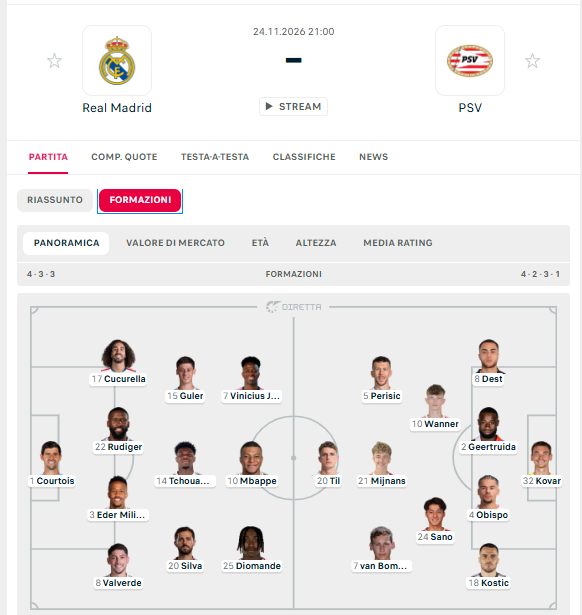 24.11.2026 21:00
-
Real Madrid
STREAM
PSV
PSV
PARTITA COMP. QUOTE TESTA-A-TESTA CLASSIFICHE NEWS
RIASSUNTO FORMAZIONI
PANORAMICA VALORE DI MERCATO ETÀ ALTEZZA MEDIA RATING
4 - 3 - 3 FORMAZIONI 4 - 2 - 3 - 1
DIRETTA
17 Cucurella
15 Guler
7 Vinicius J...
5 Perisic
8 Dest
10 Wanner
22 Rudiger
2 Geertruida
1 Courtois
14 Tchoua...
10 Mbappe
20 Til
21 Mijnans
32 Kovar
3 Eder Mili...
4 Obispo
24 Sano
8 Valverde
20 Silva
25 Diomande
7 van Bom...
18 Kostic